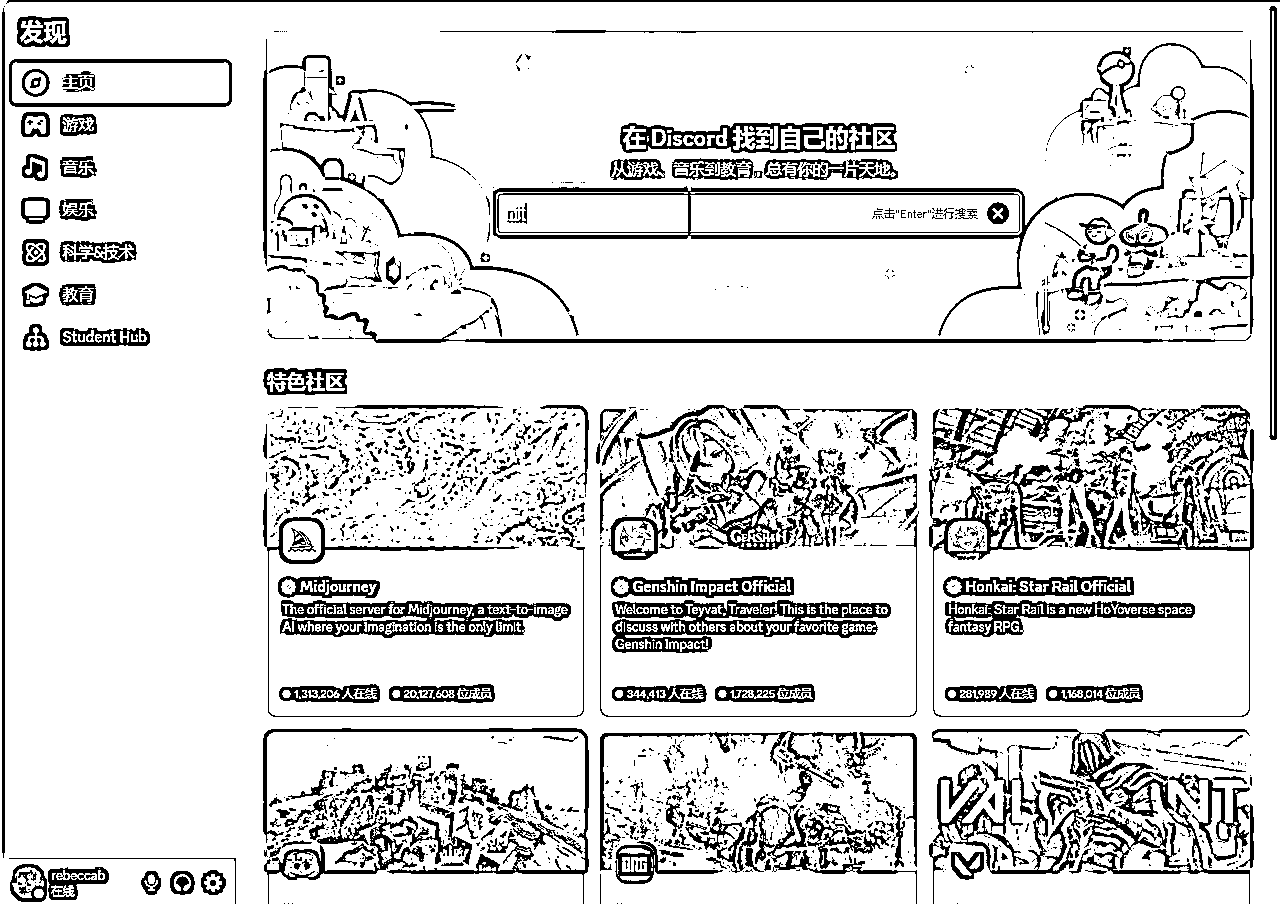 发现
主页
游戏
音乐
娱乐
科学&技术
教育
Student Hub
在 Discord 找到自己的社区
从游戏、音乐到教育，总有你的一片天地。
niji
点击"Enter"进行搜索
特色社区
Midjourney
The official server for Midjourney, a text-to-image
AI where your imagination is the only limit.
1,313,206 人在线 20,127,608 位成员
GENSHIN
Genshin Impact Official
Welcome to Teyvat, Traveler! This is the place to
discuss with others about your favorite game:
Genshin Impact!
344,413 人在线 1,728,225 位成员
Honkai: Star Rail Official
Honkai: Star Rail is a new HoYoverse space
fantasy RPG.
281,989 人在线 1,168,014 位成员
rebeccab
在线